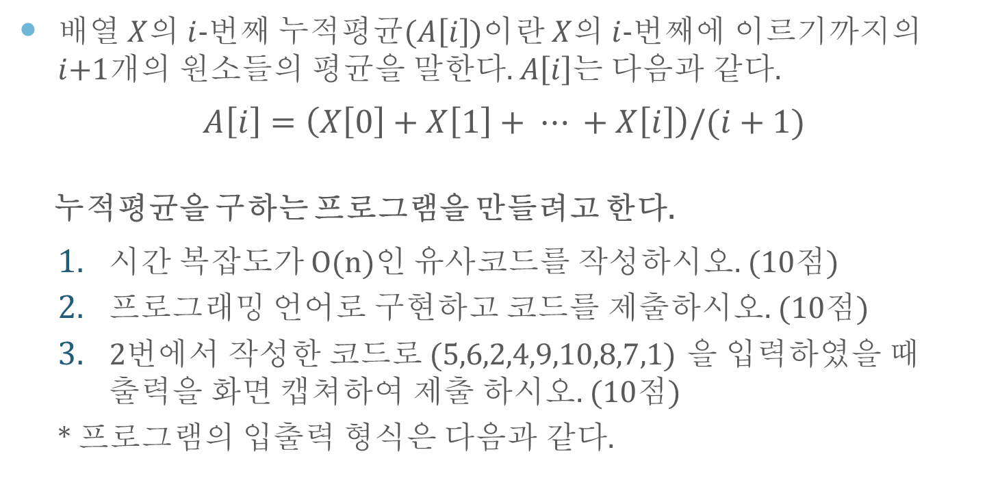 • 배열 X의 i-번째 누적평균(A[i])이란 X의 i-번째에 이르기까지의
i+1개의 원소들의 평균을 말한다. A[i]는 다음과 같다.
A[i] = (X[0] + X[1] + ⋯ + X[i])/(i + 1)
누적평균을 구하는 프로그램을 만들려고 한다.
1. 시간 복잡도가 O(n)인 유사코드를 작성하시오. (10점)
2. 프로그래밍 언어로 구현하고 코드를 제출하시오. (10점)
3. 2번에서 작성한 코드로 (5,6,2,4,9,10,8,7,1) 을 입력하였을 때
출력을 화면 캡쳐하여 제출 하시오. (10점)
* 프로그램의 입출력 형식은 다음과 같다.